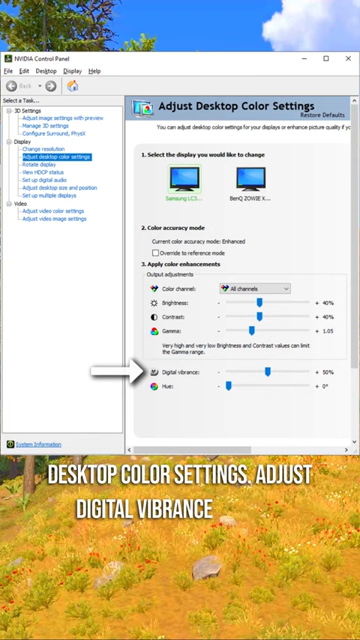 NVIDIA Control Panel
File Edit Desktop Display Help
Back
Select a Task...
3D Settings
Adjust image settings with preview
Manage 3D settings
Configure Surround, PhysX
Display
Change resolution
Adjust desktop color settings
Rotate display
View HDCP status
Set up digital audio
Adjust desktop size and position
Set up multiple displays
Video
Adjust video color settings
Adjust video image settings
System Information
Adjust Desktop Color Settings
Restore Defaults
You can adjust desktop color settings for your displays or enhance picture quality if
1. Select the display you would like to change
Samsung LC3...
BenQ ZOWIE X...
2. Color accuracy mode
Current color accuracy mode: Enhanced
Override to reference mode
3. Apply color enhancements
Output adjustments
Color channel: All channels
Brightness: - + 40%
Contrast: - + 40%
Gamma: - + 1.05
Very high and very low Brightness and Contrast values can limit
the Gamma range.
Digital vibrance: - + 50%
Hue: - + 0°
DESKTOP COLOR SETTINGS. ADJUST
DIGITAL VIBRANCE